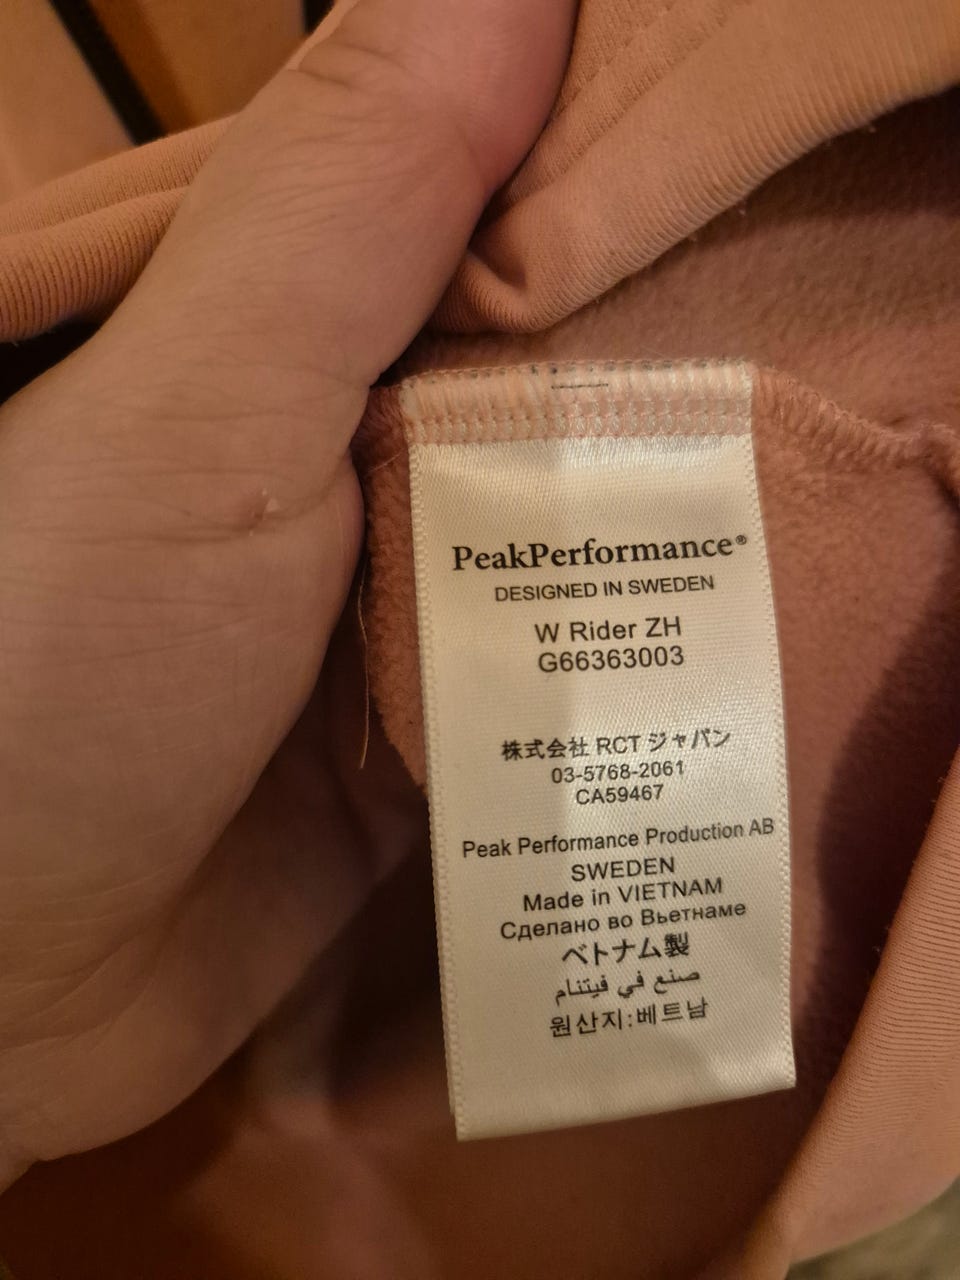 PeakPerformance®
DESIGNED IN SWEDEN
W Rider ZH
G66363003
株式会社 RCT ジャパン
03-5768-2061
CA59467
Peak Performance Production AB
SWEDEN
Made in VIETNAM
Сделано во Вьетнаме
ベトナム製
صنع في فيتنام
원산지:베트남